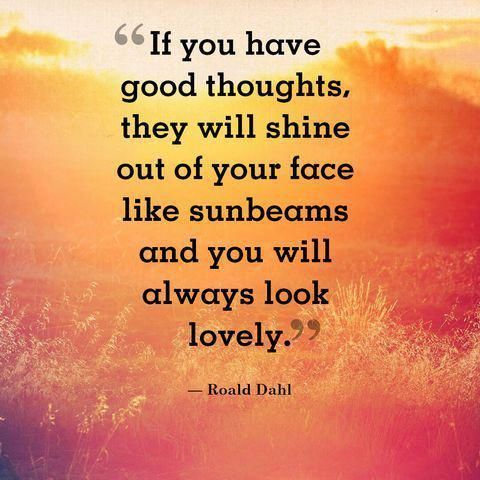 “If you have
good thoughts,
they will shine
out of your face
like sunbeams
and you will
always look
lovely.”
— Roald Dahl